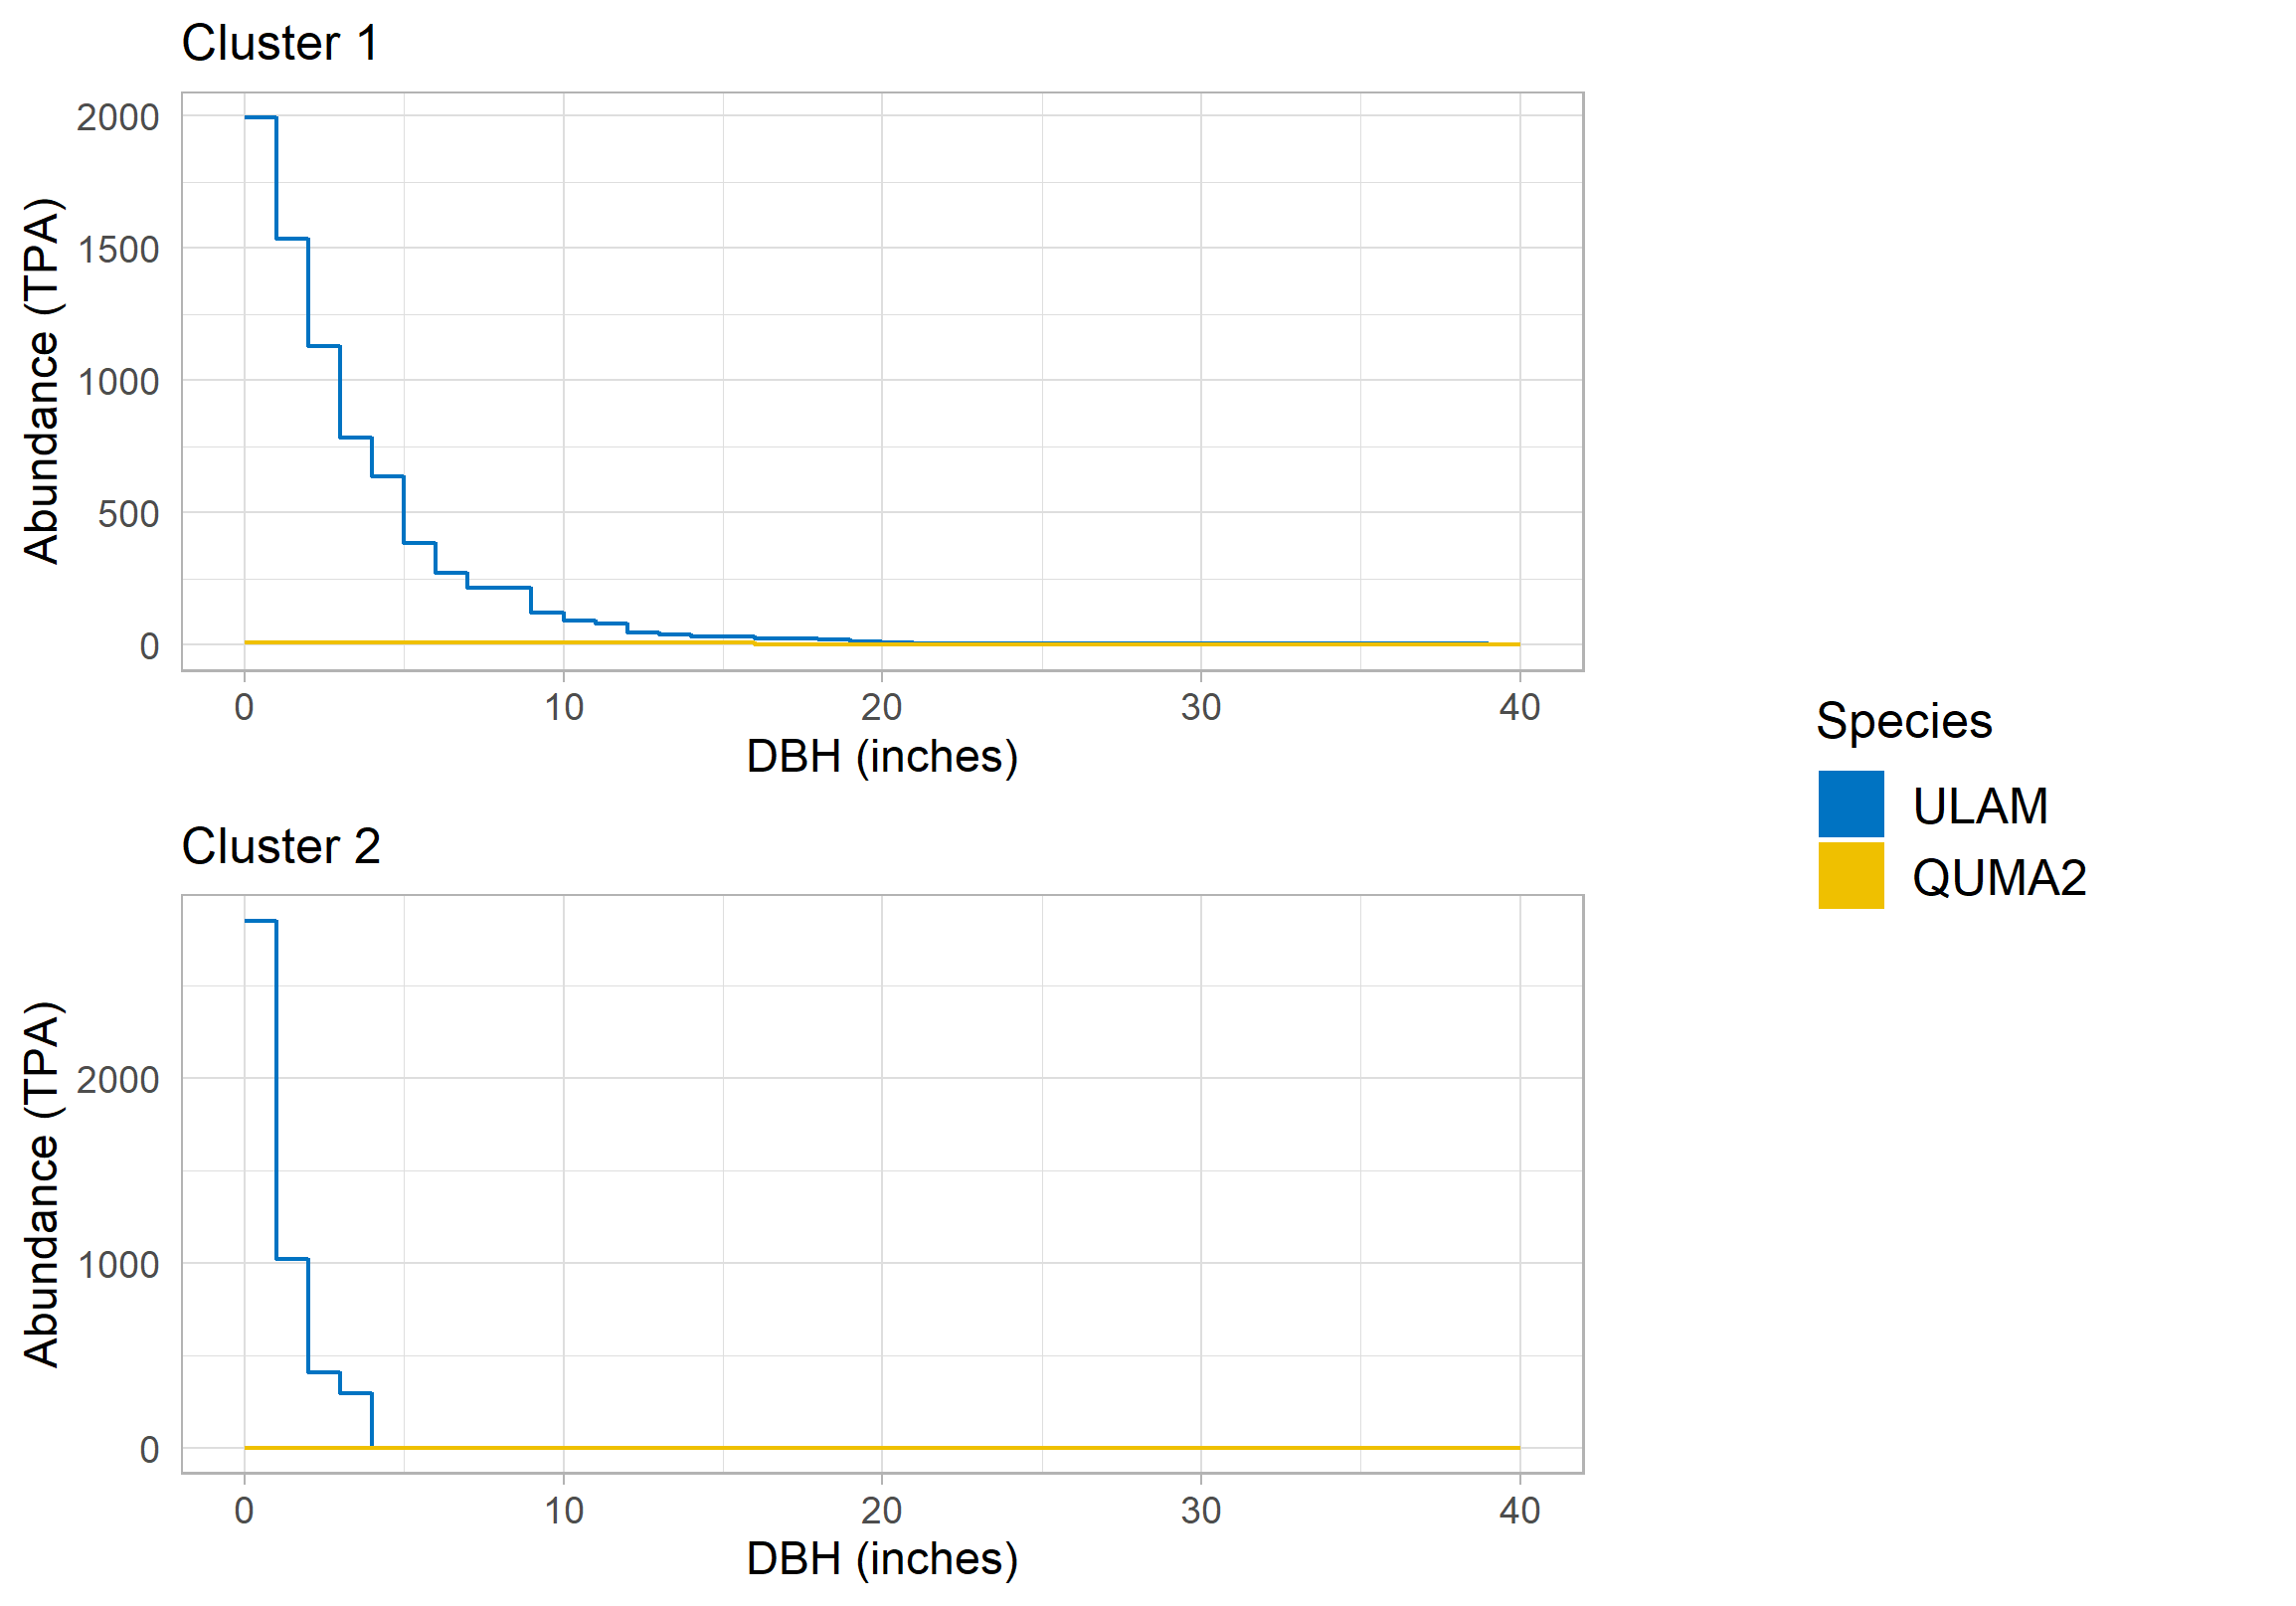 Cluster 1
Abundance (TPA)
2000
1500
1000
500
0
0 10 20 30 40
DBH (inches)
Species
ULAM
QUMA2
Cluster 2
Abundance (TPA)
2000
1000
0
0 10 20 30 40
DBH (inches)